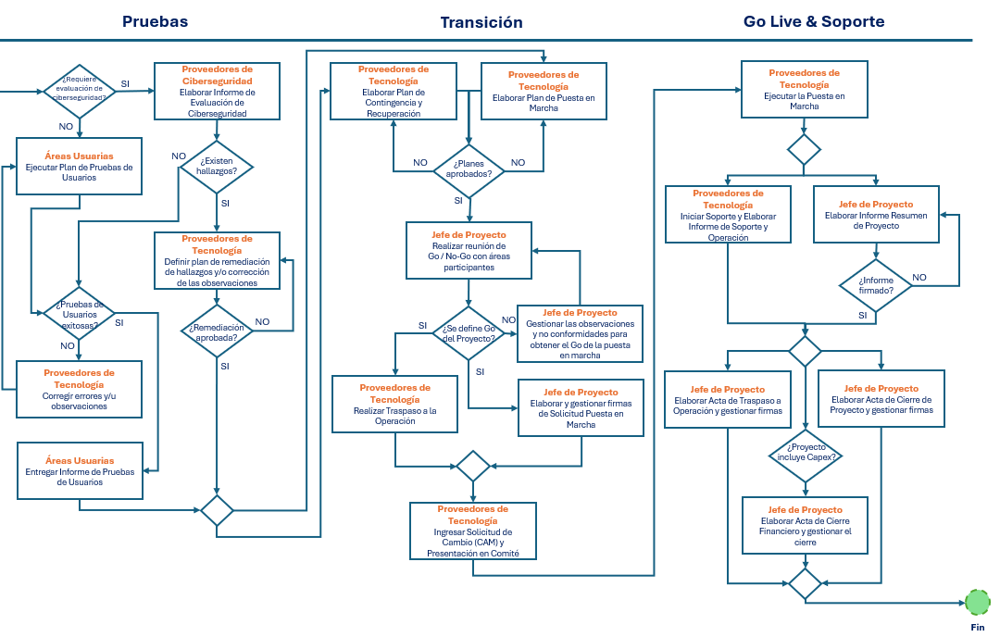 Pruebas
Transición
Go Live & Soporte
¿Requiere
evaluación de
ciberseguridad?
SI
NO
Proveedores de
Ciberseguridad
Elaborar Informe de
Evaluación de
Ciberseguridad
Áreas Usuarias
Ejecutar Plan de Pruebas de
Usuarios
NO
¿Existen
hallazgos?
SI
Proveedores de
Tecnología
Definir plan de remediación
de hallazgos y/o corrección
de las observaciones
¿Pruebas de
Usuarios
exitosas?
SI
NO
¿Remediación
aprobada?
NO
SI
Proveedores de
Tecnología
Corregir errores y/u
observaciones
Áreas Usuarias
Entregar Informe de Pruebas
de Usuarios
Proveedores de
Tecnología
Elaborar Plan de
Contingencia y
Recuperación
Proveedores de
Tecnología
Elaborar Plan de Puesta en
Marcha
NO
¿Planes
aprobados?
NO
SI
Jefe de Proyecto
Realizar reunión de
Go / No-Go con áreas
participantes
SI
¿Se define Go
del Proyecto?
NO
SI
Jefe de Proyecto
Gestionar las observaciones
y no conformidades para
obtener el Go de la puesta
en marcha
Proveedores de
Tecnología
Realizar Traspaso a la
Operación
Jefe de Proyecto
Elaborar y gestionar firmas
de Solicitud Puesta en
Marcha
Proveedores de
Tecnología
Ingresar Solicitud de
Cambio (CAM) y
Presentación en Comité
Proveedores de
Tecnología
Ejecutar la Puesta en
Marcha
Proveedores de
Tecnología
Iniciar Soporte y Elaborar
Informe de Soporte y
Operación
Jefe de Proyecto
Elaborar Informe Resumen
de Proyecto
¿Informe
firmado?
NO
SI
Jefe de Proyecto
Elaborar Acta de Traspaso a
Operación y gestionar firmas
Jefe de Proyecto
Elaborar Acta de Cierre de
Proyecto y gestionar firmas
¿Proyecto
incluye Capex?
Jefe de Proyecto
Elaborar Acta de Cierre
Financiero y gestionar el
cierre
Fin